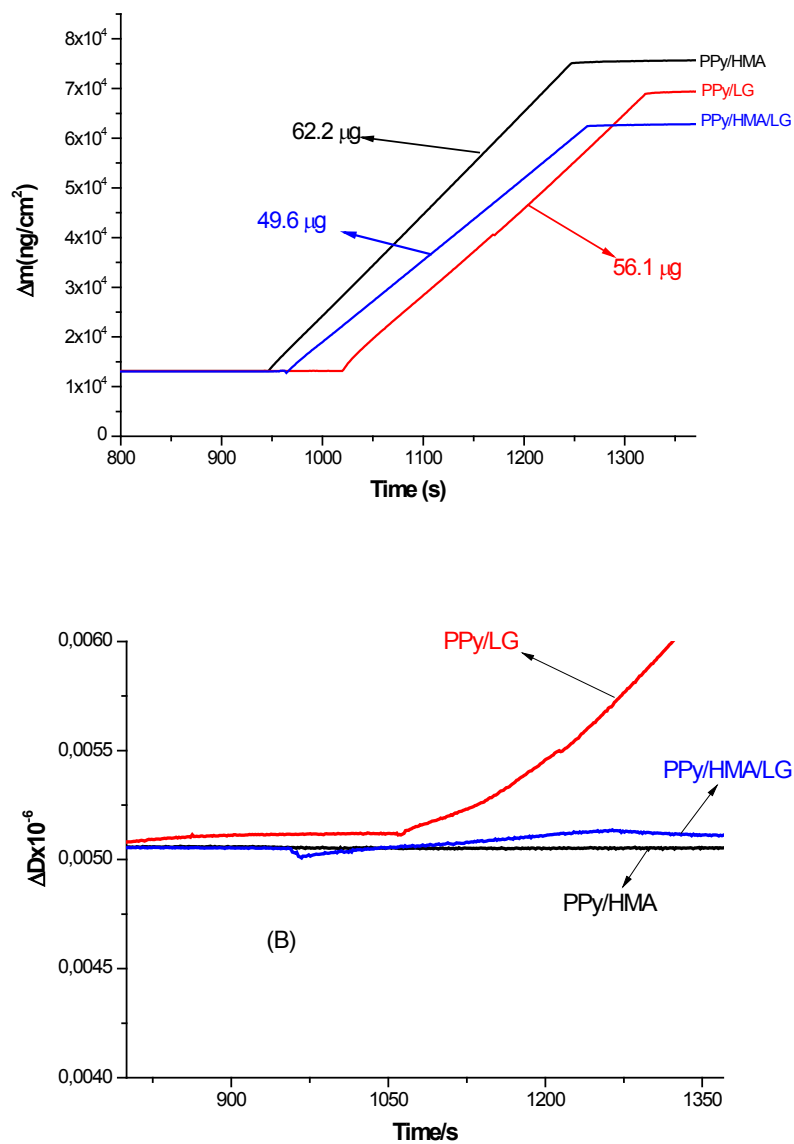 8x10⁴
7x10⁴
6x10⁴
5x10⁴
4x10⁴
3x10⁴
2x10⁴
1x10⁴
0
Δm(ng/cm²)
PPy/HMA
PPy/LG
PPy/HMA/LG
62.2 µg
49.6 µg
56.1 µg
800 900 1000 1100 1200 1300
Time (s)
0,0060
0,0055
0,0050
0,0045
0,0040
ΔDx10⁻⁶
PPy/LG
PPy/HMA/LG
PPy/HMA
(B)
900 1050 1200 1350
Time/s